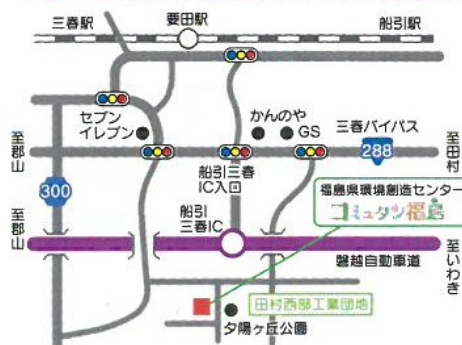 三春駅
要田駅
船引駅
セブン
イレブン
かんのや
GS
三春バイパス
288
至郡山
至田村
300
船引三春
IC入口
福島県環境創造センター
コミュタン福島
船引
三春IC
至郡山
至いわき
磐越自動車道
田村西部工業団地
夕陽ヶ丘公園